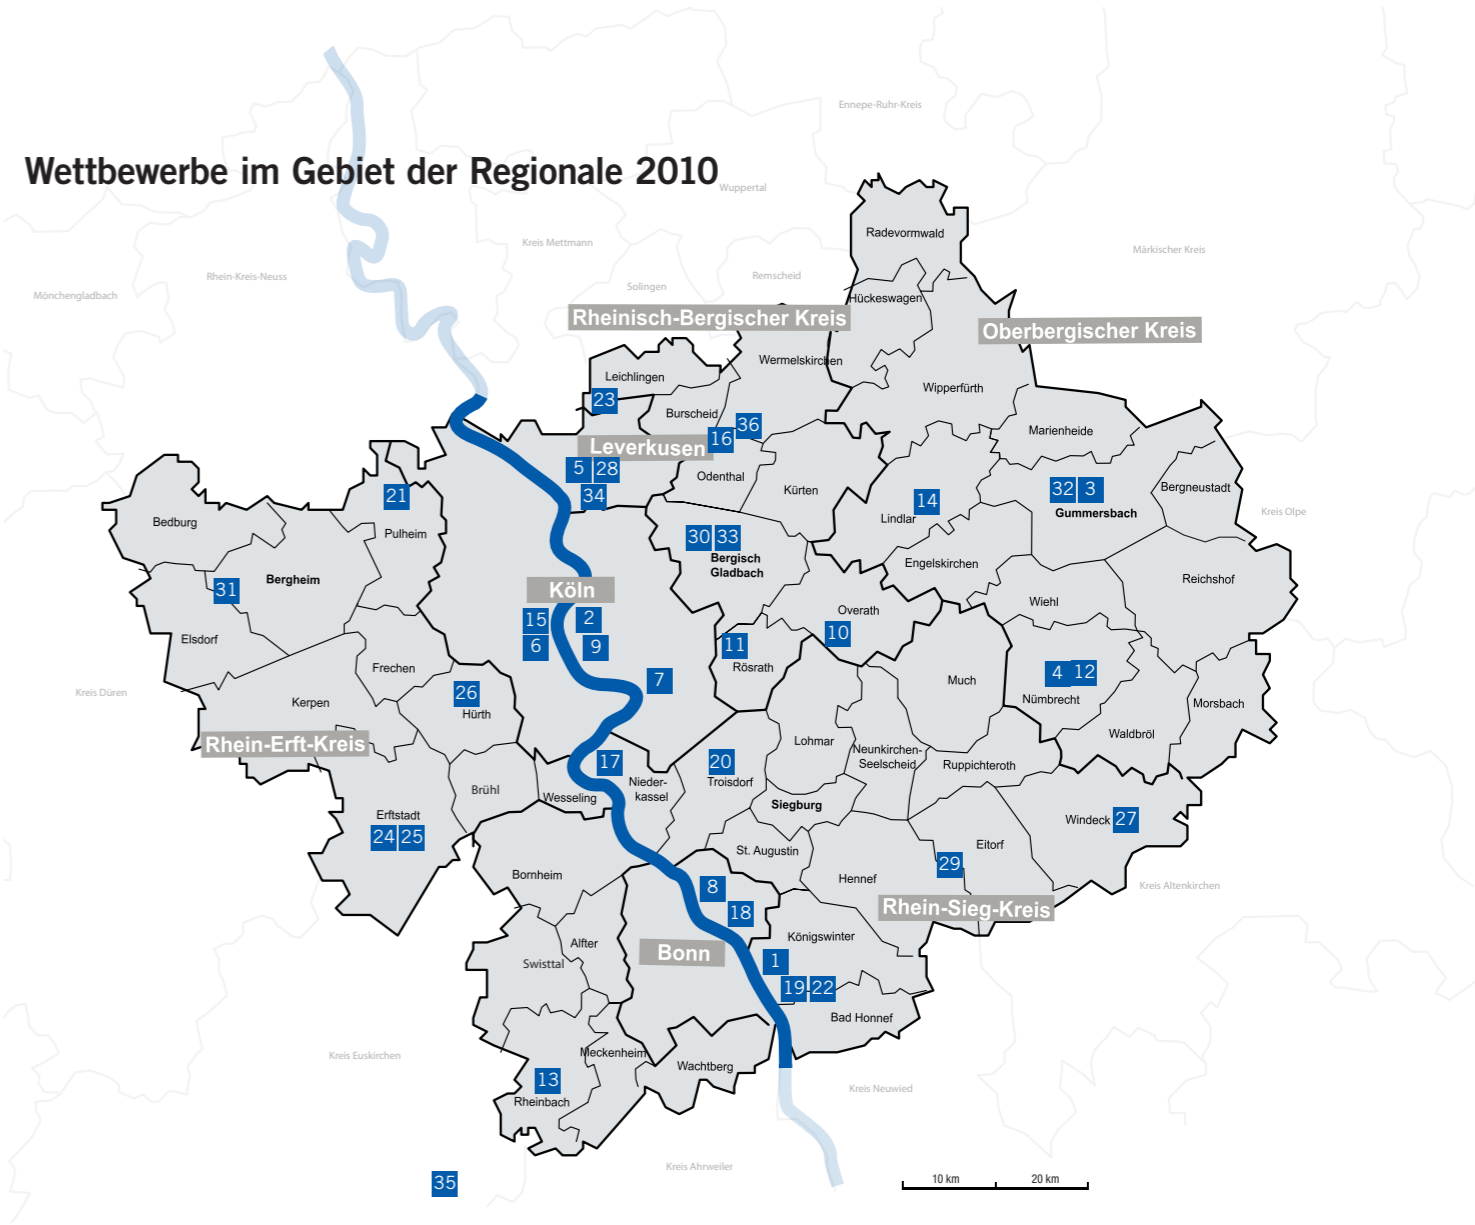 Ennepe-Ruhr-Kreis
Wettbewerbe im Gebiet der Regionale 2010
Wuppertal
Radevormwald
Kreis Mettmann
Märkischer Kreis
Rhein-Kreis-Neuss
Remscheid
Solingen
Mönchengladbach
Hückeswagen
Rheinisch-Bergischer Kreis
Oberbergischer Kreis
Wermelskirchen
Leichlingen
Wipperfürth
23
Burscheid
36
Marienheide
16
Leverkusen
5 28
Odenthal
Kürten
32 3
Bergneustadt
34
21
14
Lindlar
Gummersbach
Kreis Olpe
Bedburg
Pulheim
30 33
Bergisch
Gladbach
Engelskirchen
Bergheim
Reichshof
31
Köln
Wiehl
15 2
Overath
10
Elsdorf
6 9
11
Rösrath
Frechen
7
Much
4 12
Kreis Düren
26
Hürth
Kerpen
Nümbrecht
Morsbach
Rhein-Erft-Kreis
Lohmar
Waldbröl
Neunkirchen-
Seelscheid
Ruppichteroth
17
20
Nieder-
kassel
Troisdorf
Brühl
Wesseling
Siegburg
Erftstadt
24 25
Windeck 27
Eitorf
St. Augustin
29
Bornheim
Hennef
8
Kreis Altenkirchen
18
Rhein-Sieg-Kreis
Königswinter
Alfter
Bonn
Swisttal
1
19 22
Bad Honnef
Meckenheim
Kreis Euskirchen
Wachtberg
13
Rheinbach
Kreis Neuwied
Kreis Ahrweiler
35
10 km 20 km